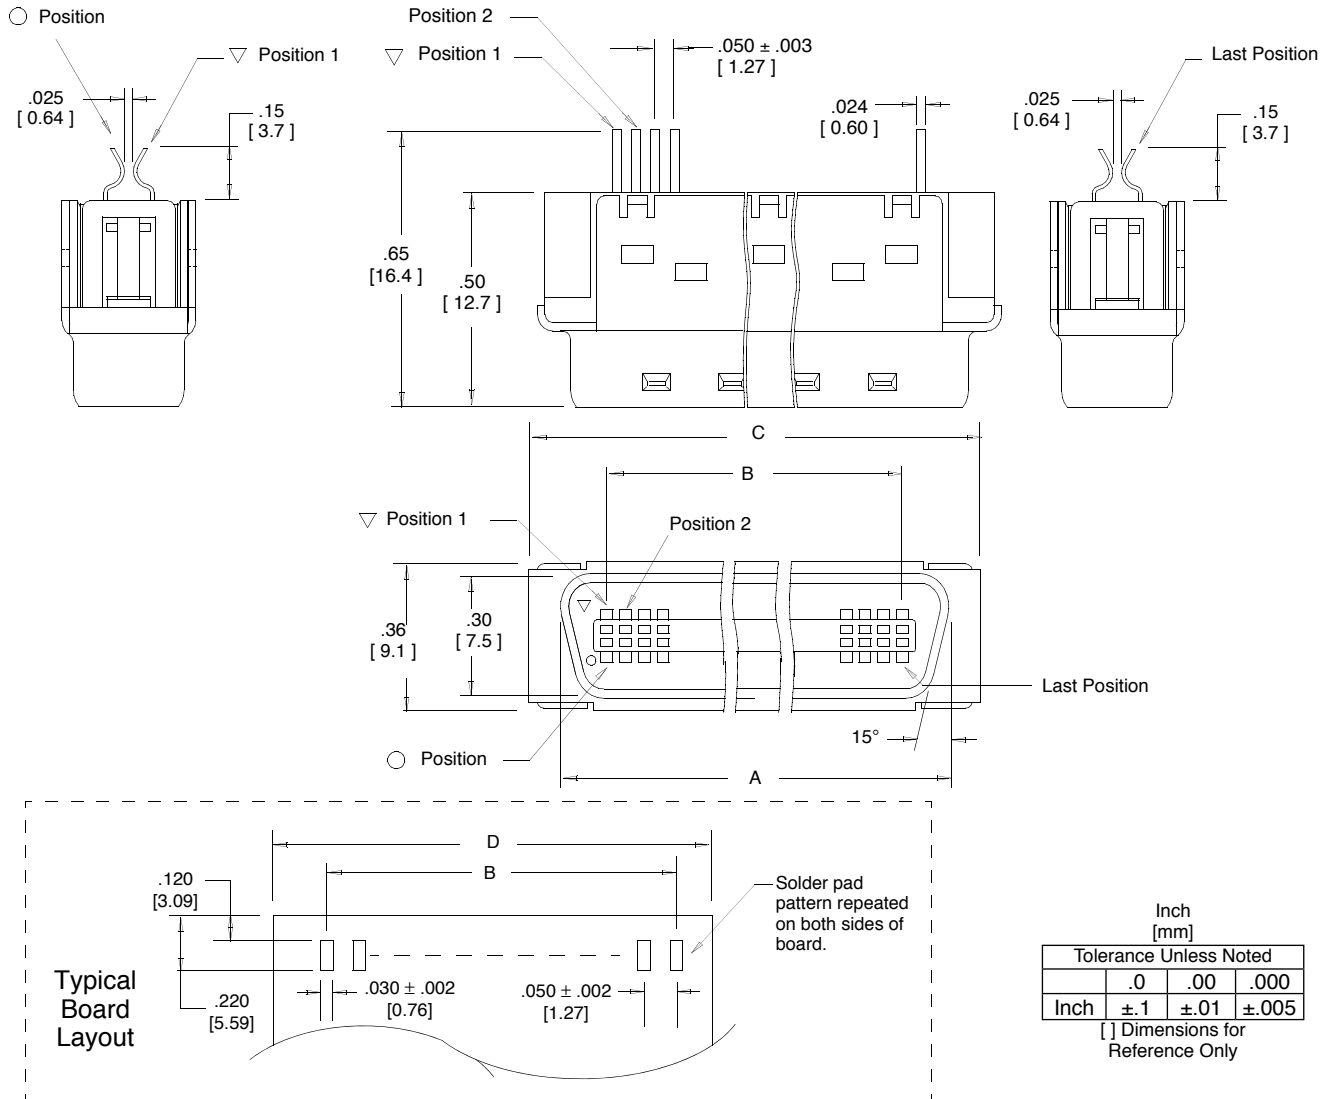 ○ Position
▽ Position 1
.025
[ 0.64 ]
.15
[ 3.7 ]
Position 2
▽ Position 1
.050 ± .003
[ 1.27 ]
.024
[ 0.60 ]
Last Position
.025
[ 0.64 ]
.15
[ 3.7 ]
.65
[16.4 ]
.50
[ 12.7 ]
C
B
▽ Position 1
Position 2
▽
.36
[ 9.1 ]
.30
[ 7.5 ]
Last Position
15°
○ Position
A
D
B
.120
[3.09]
Solder pad
pattern repeated
on both sides of
board.
Typical
Board
Layout
.220
[5.59]
.030 ± .002
[0.76]
.050 ± .002
[1.27]
Inch
[mm]
Tolerance Unless Noted
.0 .00 .000
Inch ±.1 ±.01 ±.005
[ ] Dimensions for
Reference Only